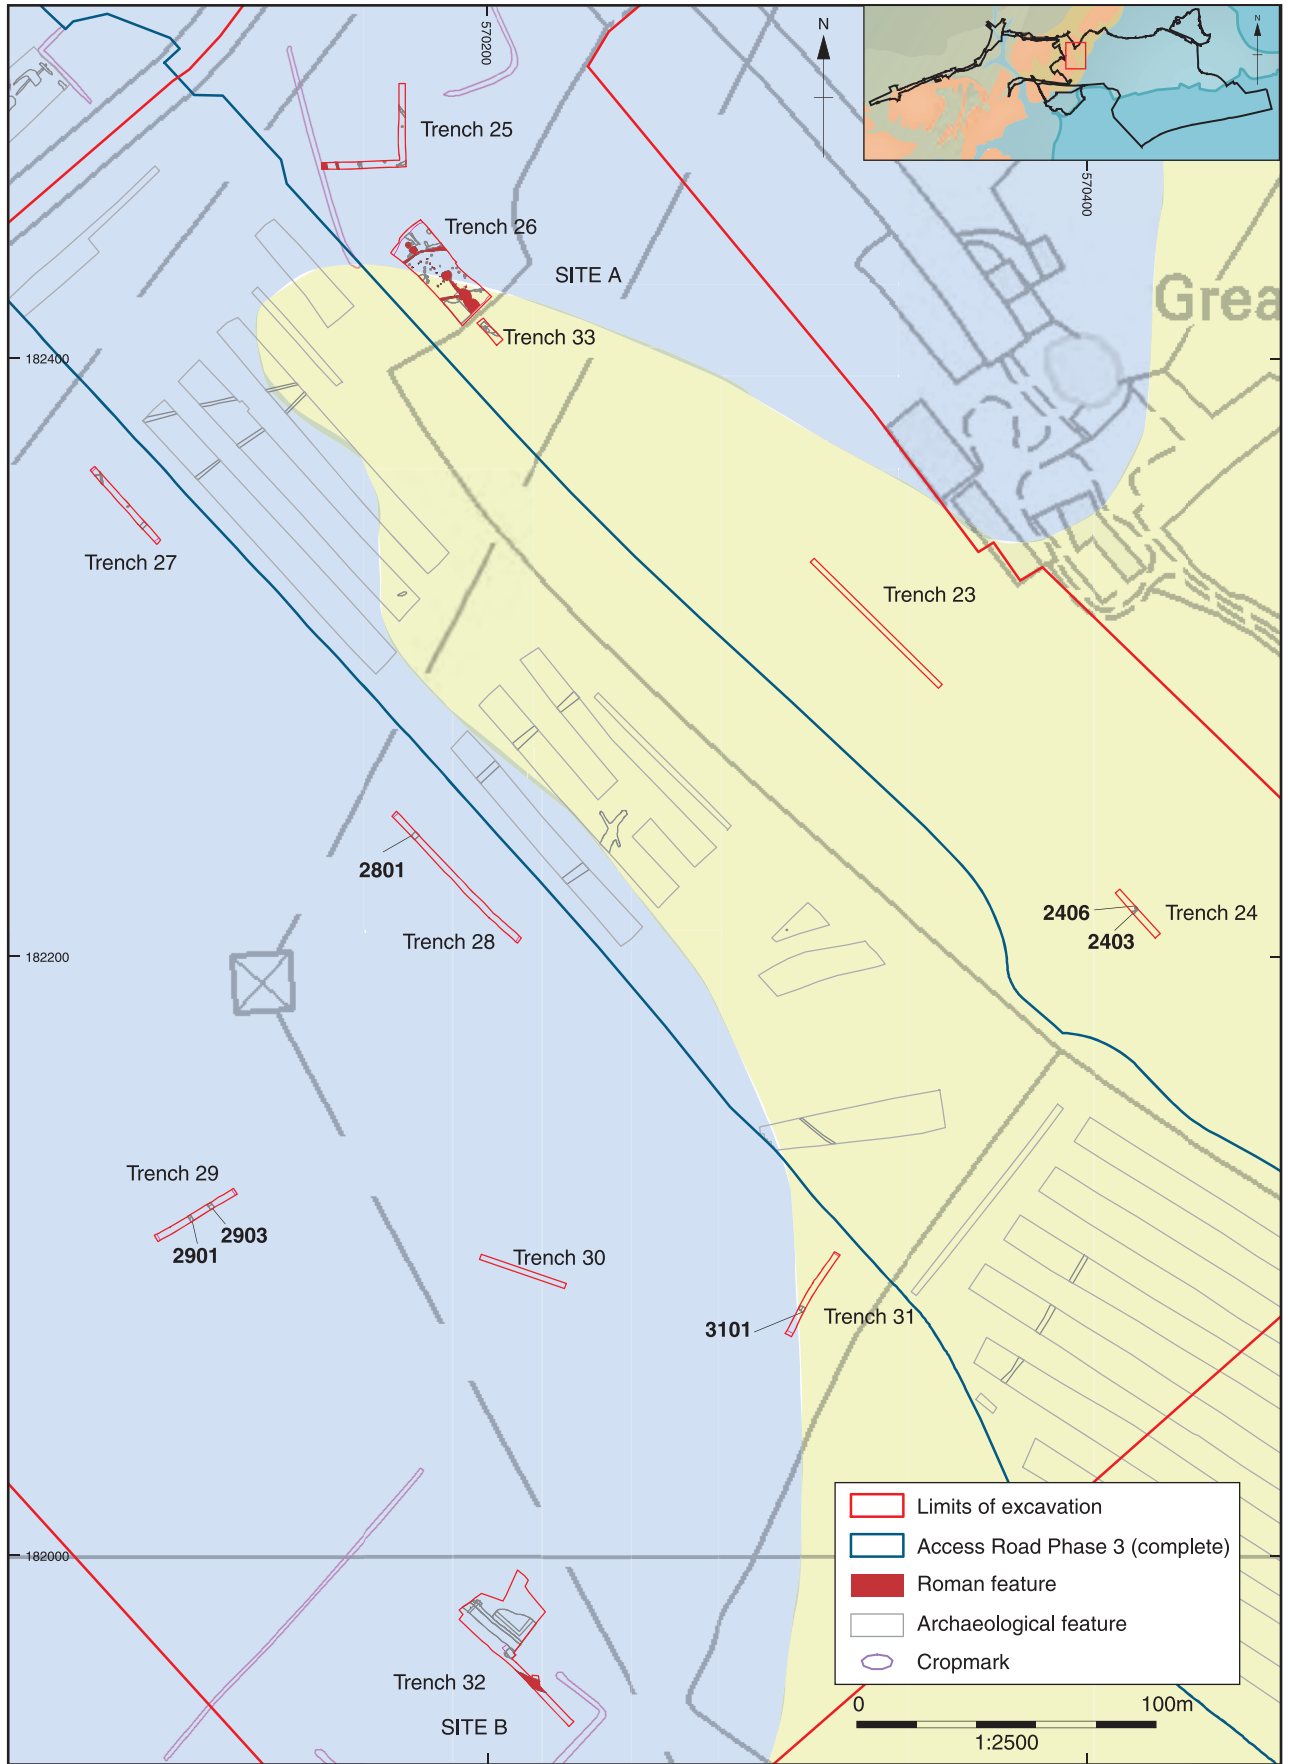 570200
N
N
Trench 25
570400
Trench 26
SITE A
Grea
Trench 33
182400
Trench 27
Trench 23
2801
2406
Trench 24
2403
Trench 28
182200
Trench 29
2903
2901
Trench 30
3101
Trench 31
Limits of excavation
Access Road Phase 3 (complete)
182000
Roman feature
Archaeological feature
Cropmark
Trench 32
0
100m
SITE B
1:2500